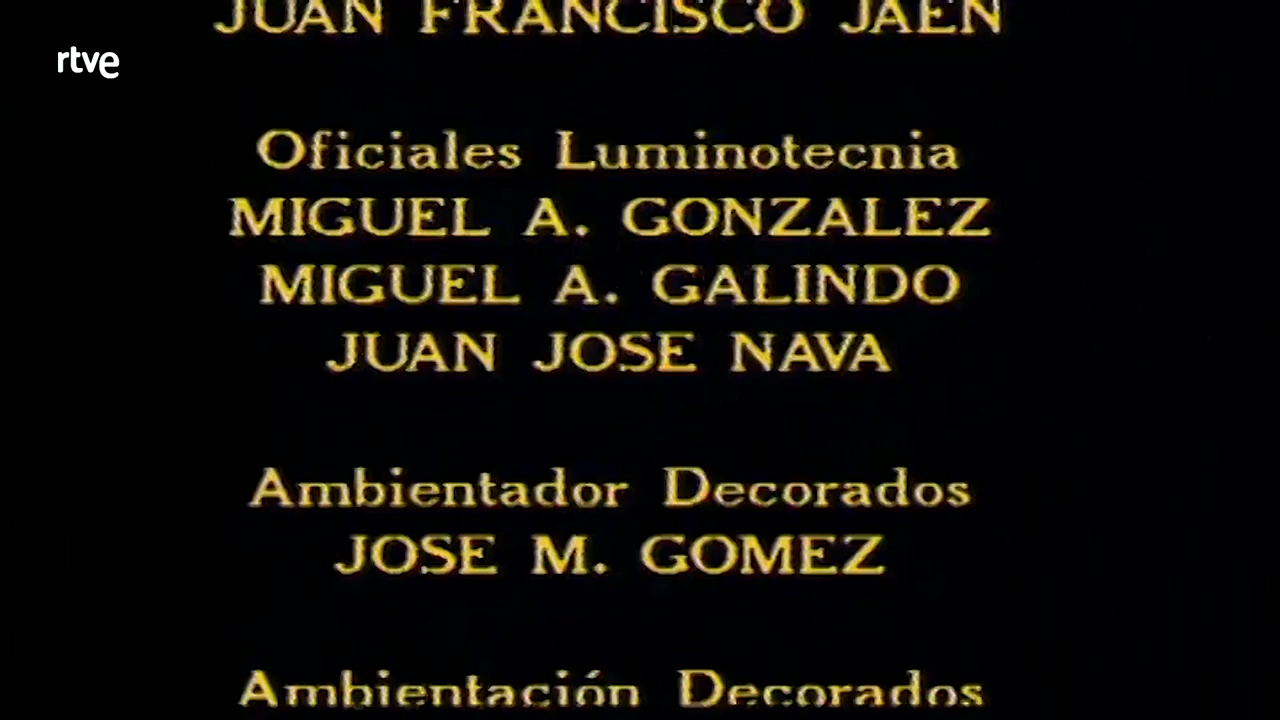 JUAN FRANCISCO JAEN
rtve
Oficiales Luminotecnia
MIGUEL A. GONZALEZ
MIGUEL A. GALINDO
JUAN JOSE NAVA
Ambientador Decorados
JOSE M. GOMEZ
Ambientación Decorados